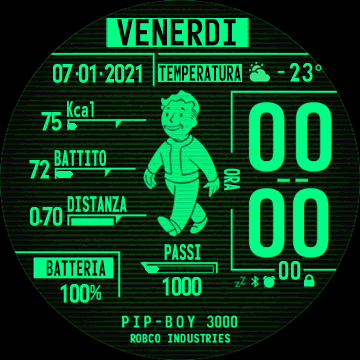 VENERDI
07·01·2021
TEMPERATURA
-23°
Kcal
75
BATTITO
72
DISTANZA
0·70
ORA
00
00
00
PASSI
1000
BATTERIA
100%
zZ
PIP-BOY 3000
ROBCO INDUSTRIES